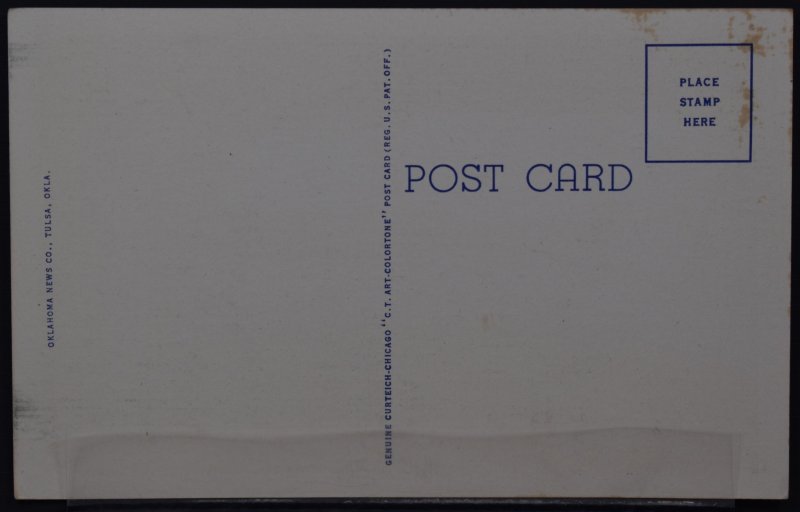 OKLAHOMA NEWS CO., TULSA, OKLA.
GENUINE CURTEICH-CHICAGO "C.T. ART-COLORTONE" POST CARD (REG. U.S. PAT. OFF.)
POST CARD
PLACE
STAMP
HERE